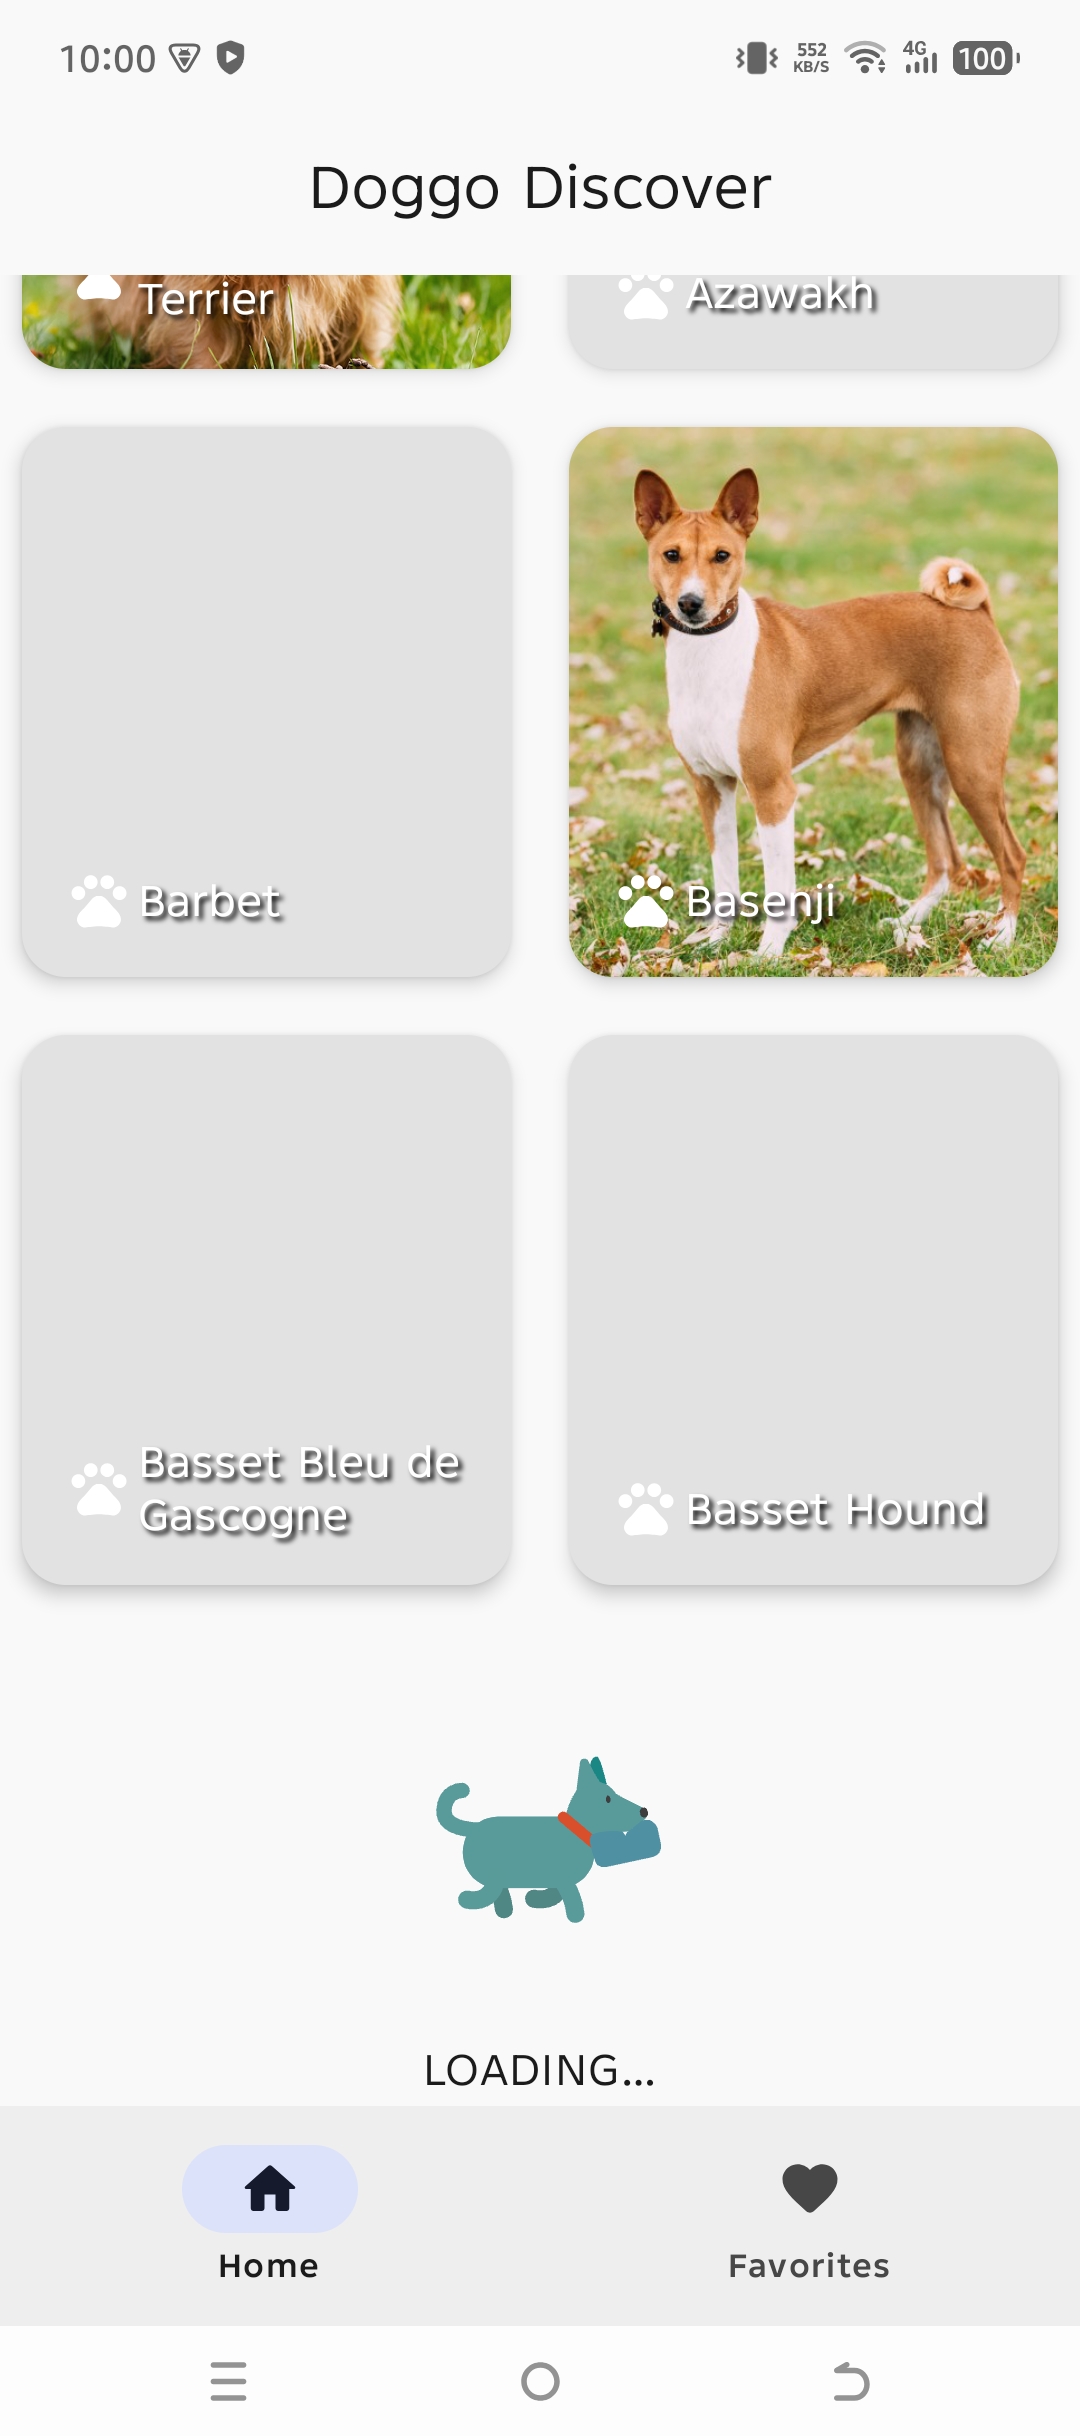 10:00
552
KB/S
4G
100
Doggo Discover
Terrier
Azawakh
Barbet
Basenji
Basset Bleu de
Gascogne
Basset Hound
LOADING...
Home
Favorites